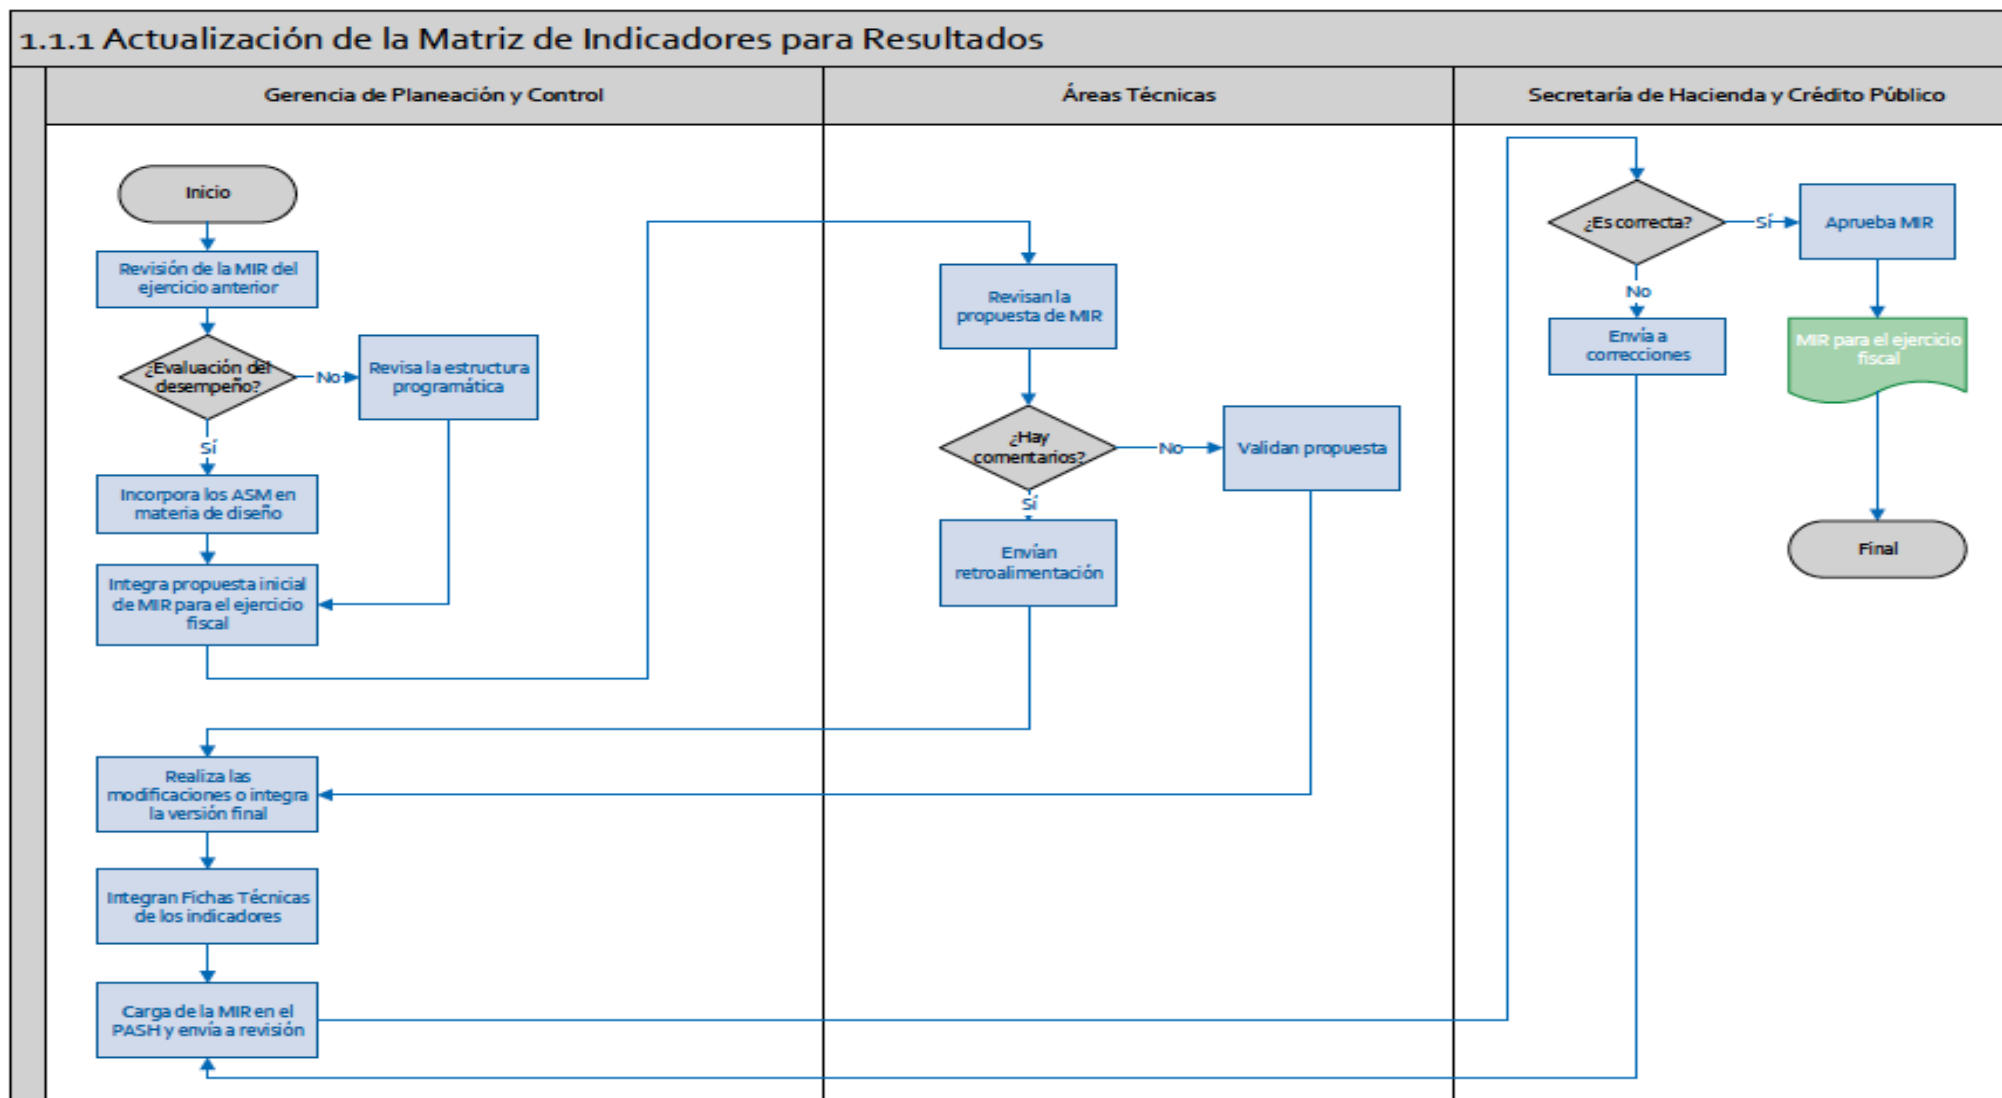 1.1.1 Actualización de la Matriz de Indicadores para Resultados
Gerencia de Planeación y Control
Áreas Técnicas
Secretaría de Hacienda y Crédito Público
Inicio
Revisión de la MIR del
ejercicio anterior
¿Evaluación del
desempeño?
No
Revisa la estructura
programática
Sí
Incorpora los ASM en
materia de diseño
Integra propuesta inicial
de MIR para el ejercicio
fiscal
Realiza las
modificaciones o integra
la versión final
Integran Fichas Técnicas
de los indicadores
Carga de la MIR en el
PASH y envía a revisión
Revisan la
propuesta de MIR
¿Hay
comentarios?
No
Validan propuesta
Sí
Envían
retroalimentación
¿Es correcta?
Sí
Aprueba MIR
No
Envía a
correcciones
MIR para el ejercicio
fiscal
Final